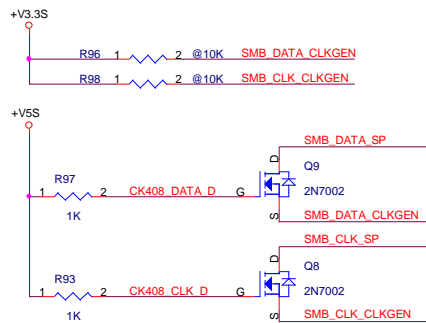 +V3.3S
R96 1 2 @10K SMB_DATA_CLKGEN
R98 1 2 @10K SMB_CLK_CLKGEN
+V5S
SMB_DATA_SP
D
R97
Q9
1 2 CK408_DATA_D G
2N7002
1K
S
SMB_DATA_CLKGEN
SMB_CLK_SP
D
R93
Q8
1 2 CK408_CLK_D G
2N7002
1K
S
SMB_CLK_CLKGEN